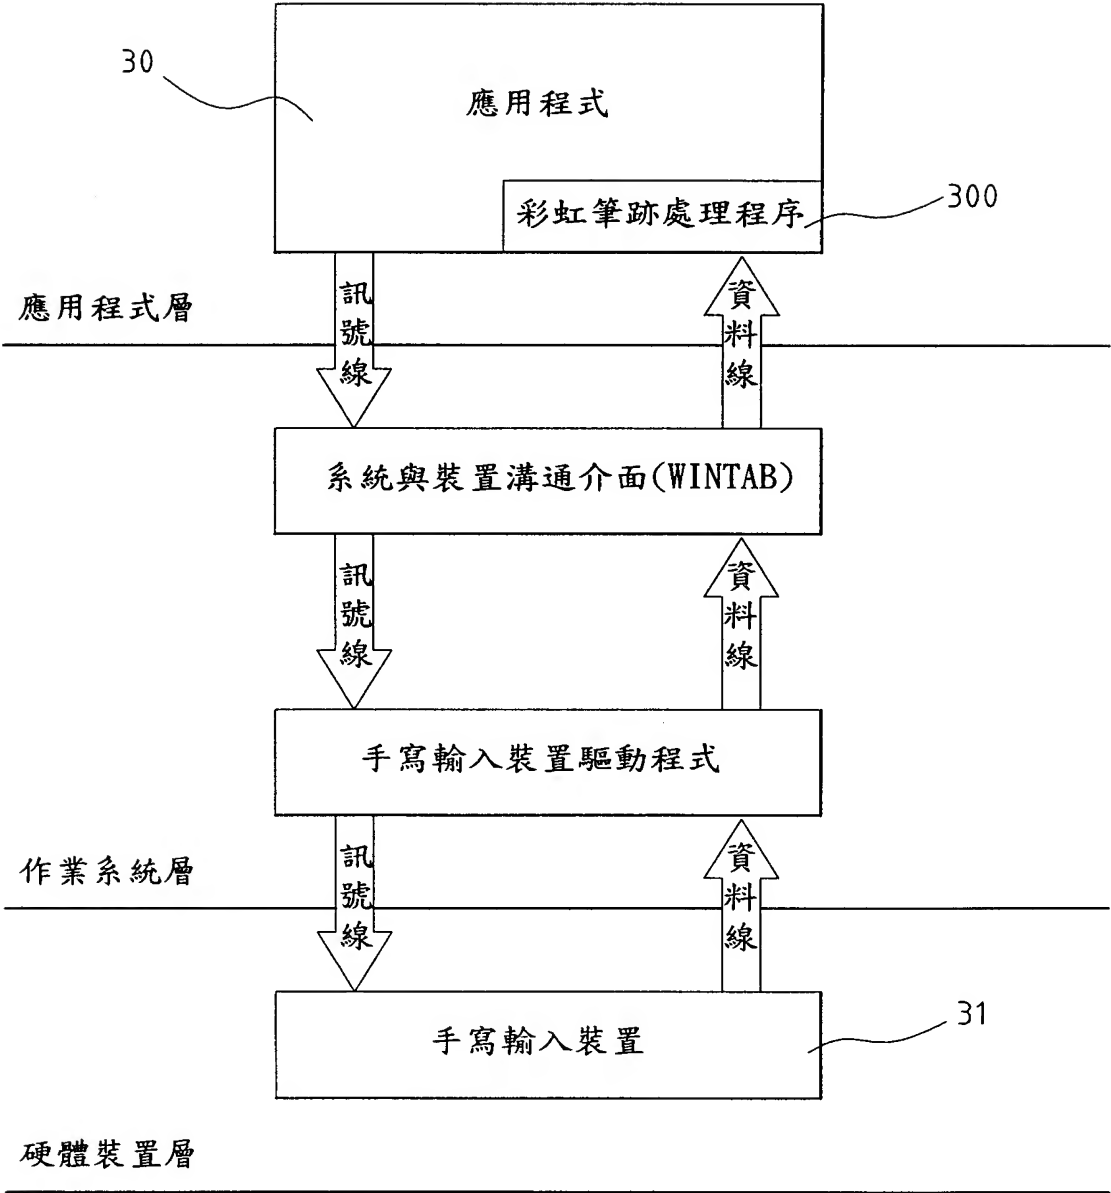 30
應用程式
彩虹筆跡處理程序
300
訊號線
資料線
應用程式層
系統與裝置溝通介面(WINTAB)
訊號線
資料線
手寫輸入裝置驅動程式
訊號線
資料線
作業系統層
手寫輸入裝置
31
硬體裝置層